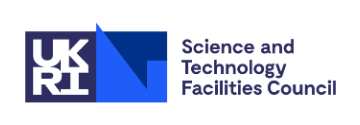 UK
RI
Science and
Technology
Facilities Council